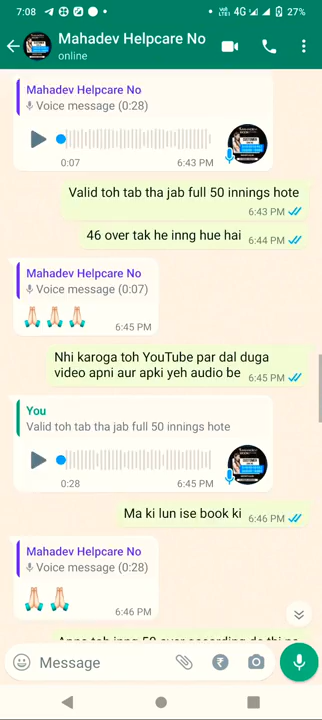 7:08
4G
27%
Mahadev Helpcare No
online
Mahadev Helpcare No
Voice message (0:28)
0:07
6:43 PM
Valid toh tab tha jab full 50 innings hote
6:43 PM
46 over tak he inng hue hai
6:44 PM
Mahadev Helpcare No
Voice message (0:07)
6:45 PM
Nhi karoga toh YouTube par dal duga
video apni aur apki yeh audio be
6:45 PM
You
Valid toh tab tha jab full 50 innings hote
0:28
6:45 PM
Ma ki lun ise book ki
6:46 PM
Mahadev Helpcare No
Voice message (0:28)
6:46 PM
Message